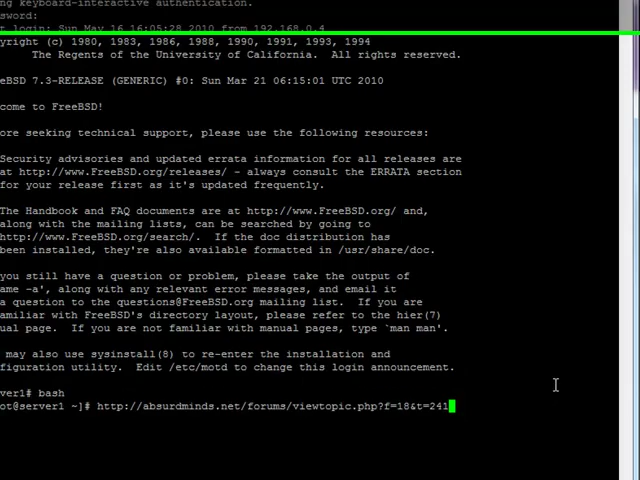 ng keyboard-interactive authentication.
sword:
t login: Sun May 16 16:05:28 2010 from 192.168.0.4
yright (c) 1980, 1983, 1986, 1988, 1990, 1991, 1993, 1994
The Regents of the University of California.  All rights reserved.
eBSD 7.3-RELEASE (GENERIC) #0: Sun Mar 21 06:15:01 UTC 2010
come to FreeBSD!
ore seeking technical support, please use the following resources:
Security advisories and updated errata information for all releases are
at http://www.FreeBSD.org/releases/ - always consult the ERRATA section
for your release first as it's updated frequently.
The Handbook and FAQ documents are at http://www.FreeBSD.org/ and,
along with the mailing lists, can be searched by going to
http://www.FreeBSD.org/search/.  If the doc distribution has
been installed, they're also available formatted in /usr/share/doc.
you still have a question or problem, please take the output of
ame -a', along with any relevant error messages, and email it
a question to the questions@FreeBSD.org mailing list.  If you are
amiliar with FreeBSD's directory layout, please refer to the hier(7)
ual page.  If you are not familiar with manual pages, type `man man'.
may also use sysinstall(8) to re-enter the installation and
figuration utility.  Edit /etc/motd to change this login announcement.
ver1# bash
ot@server1 ~]# http://absurdminds.net/forums/viewtopic.php?f=18&t=241